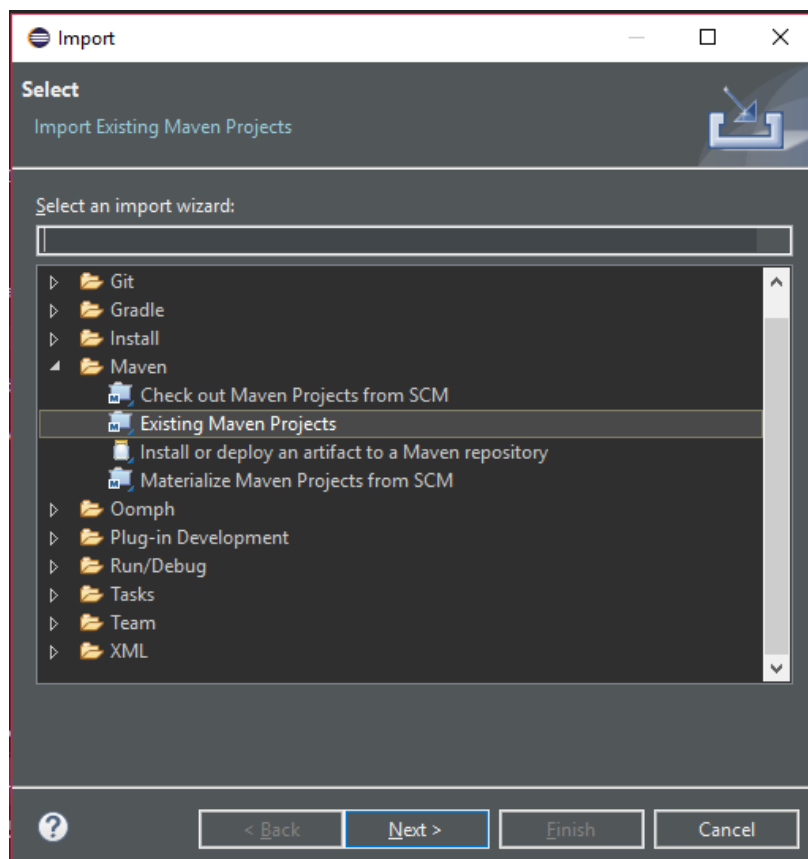 Import
Select
Import Existing Maven Projects
Select an import wizard:
Git
Gradle
Install
Maven
Check out Maven Projects from SCM
Existing Maven Projects
Install or deploy an artifact to a Maven repository
Materialize Maven Projects from SCM
Oomph
Plug-in Development
Run/Debug
Tasks
Team
XML
< Back Next > Finish Cancel